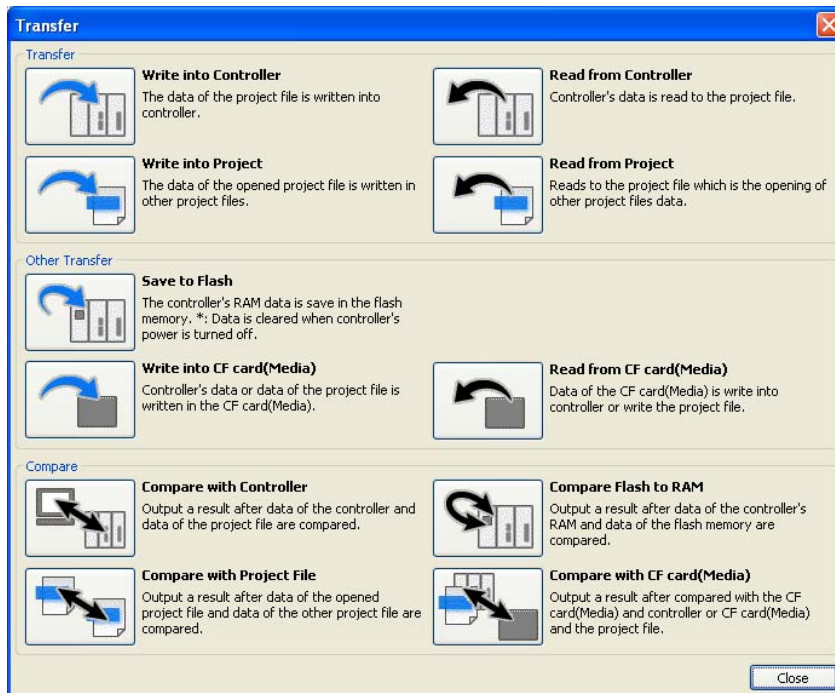 Transfer
Transfer
Write into Controller
The data of the project file is written into
controller.
Read from Controller
Controller's data is read to the project file.
Write into Project
The data of the opened project file is written in
other project files.
Read from Project
Reads to the project file which is the opening of
other project files data.
Other Transfer
Save to Flash
The controller's RAM data is save in the flash
memory. *: Data is cleared when controller's
power is turned off.
Write into CF card(Media)
Controller's data or data of the project file is
written in the CF card(Media).
Read from CF card(Media)
Data of the CF card(Media) is write into
controller or write the project file.
Compare
Compare with Controller
Output a result after data of the controller and
data of the project file are compared.
Compare Flash to RAM
Output a result after data of the controller's
RAM and data of the flash memory are
compared.
Compare with Project File
Output a result after data of the opened
project file and data of the other project file are
compared.
Compare with CF card(Media)
Output a result after compared with the CF
card(Media) and controller or CF card(Media)
and the project file.
Close